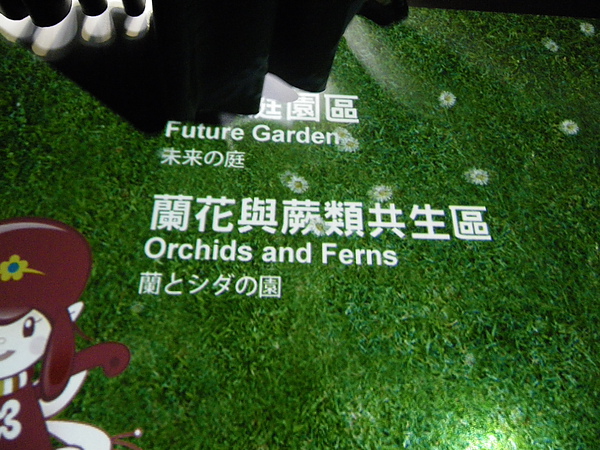 庭園區
Future Garden
未来の庭
蘭花與蕨類共生區
Orchids and Ferns
蘭とシダの園
3